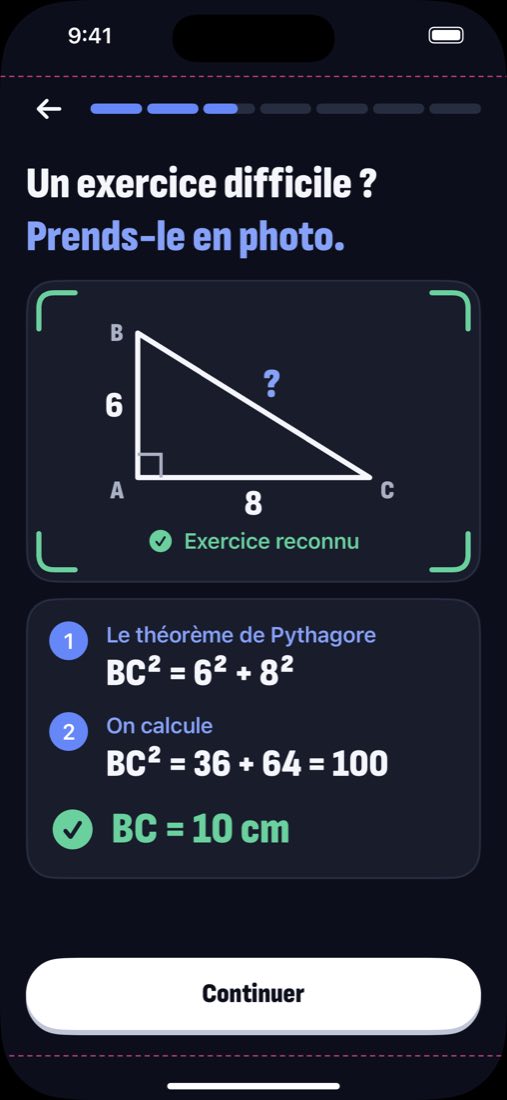 9:41
Un exercice difficile ?
Prends-le en photo.
B
?
6
A
C
8
Exercice reconnu
1 Le théorème de Pythagore
BC² = 6² + 8²
2 On calcule
BC² = 36 + 64 = 100
BC = 10 cm
Continuer